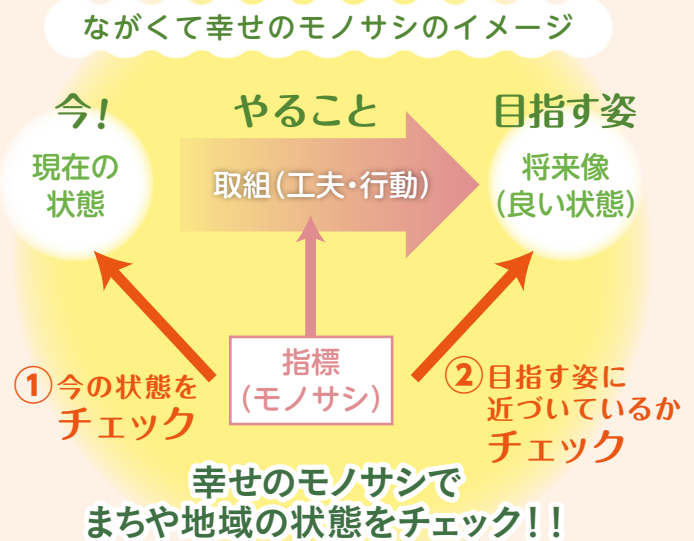 ながくて幸せのモノサシのイメージ
今！
現在の
状態
やること
取組（工夫・行動）
目指す姿
将来像
（良い状態）
指標
（モノサシ）
①今の状態を
チェック
②目指す姿に
近づいているか
チェック
幸せのモノサシで
まちや地域の状態をチェック！！